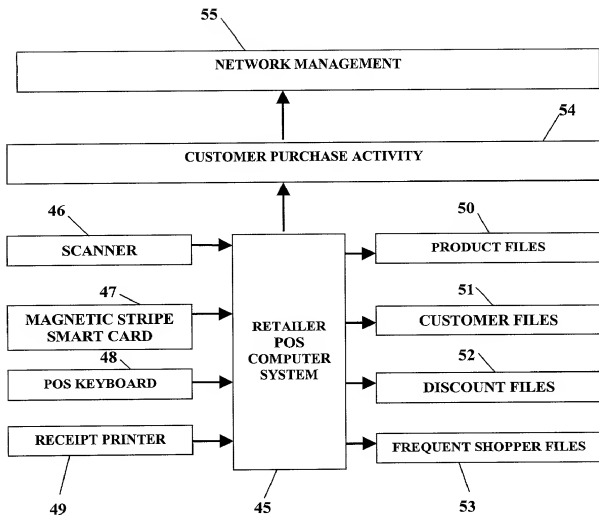 55
NETWORK MANAGEMENT
54
CUSTOMER PURCHASE ACTIVITY
46
SCANNER
47
MAGNETIC STRIPE
SMART CARD
48
POS KEYBOARD
RECEIPT PRINTER
49
RETAILER
POS
COMPUTER
SYSTEM
45
50
PRODUCT FILES
51
CUSTOMER FILES
52
DISCOUNT FILES
FREQUENT SHOPPER FILES
53